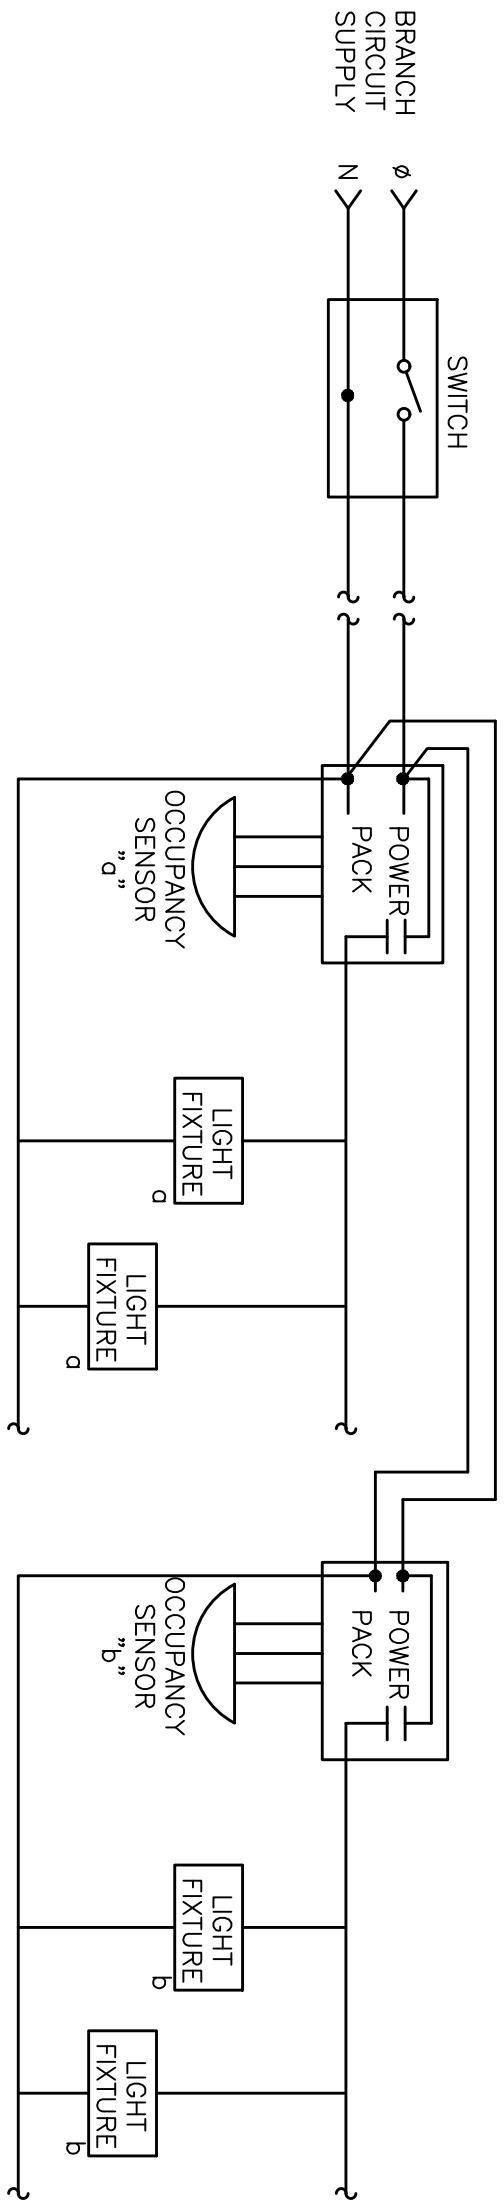 BRANCH
CIRCUIT
SUPPLY
ø
N
SWITCH
POWER
PACK
OCCUPANCY
SENSOR
"a"
LIGHT
FIXTURE
a
LIGHT
FIXTURE
a
POWER
PACK
OCCUPANCY
SENSOR
"b"
LIGHT
FIXTURE
b
LIGHT
FIXTURE
b